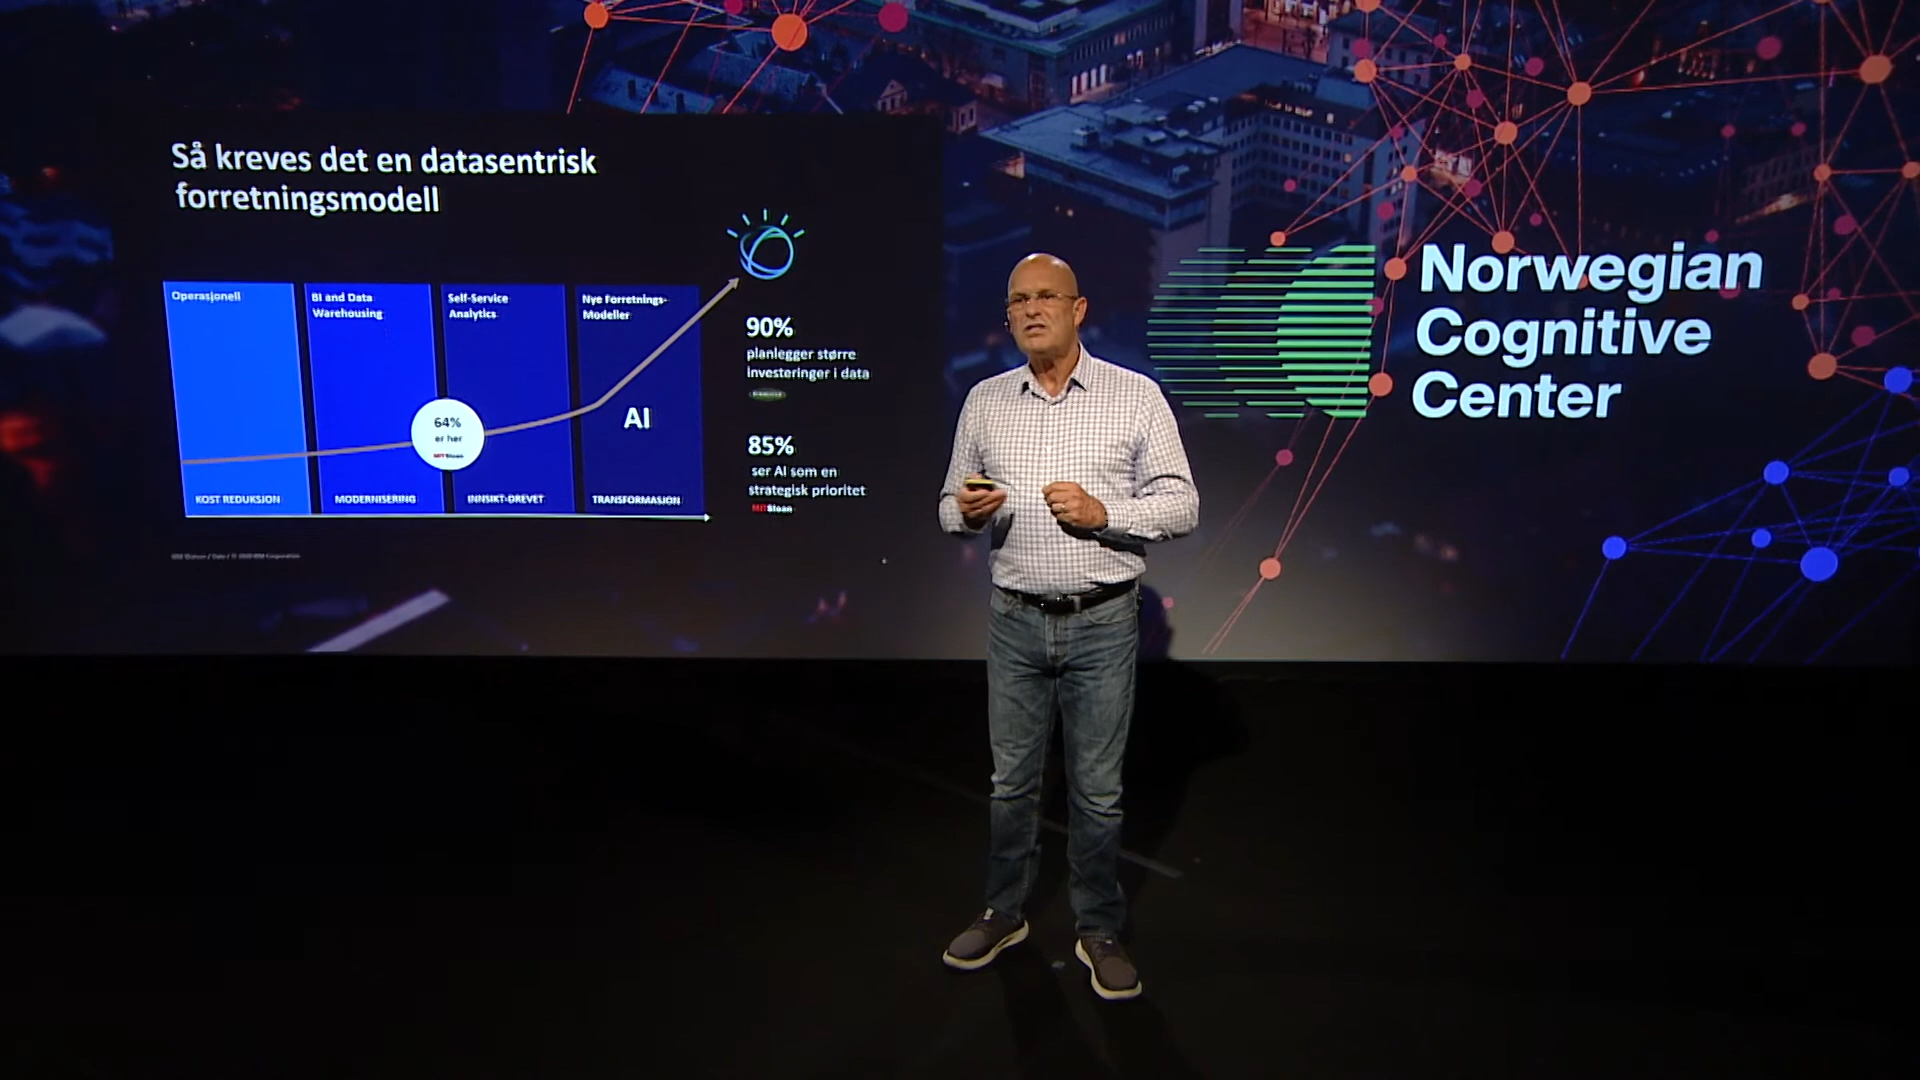 Så kreves det en datasentrisk
forretningsmodell
Operasjonell
BI and Data
Warehousing
Self-Service
Analytics
Nye Forretnings-
Modeller
64%
er her
MITSloan
AI
KOST REDUKSJON
MODERNISERING
INNSIKT-DREVET
TRANSFORMASJON
90%
planlegger større
investeringer i data
85%
ser AI som en
strategisk prioritet
MITSloan
Norwegian
Cognitive
Center